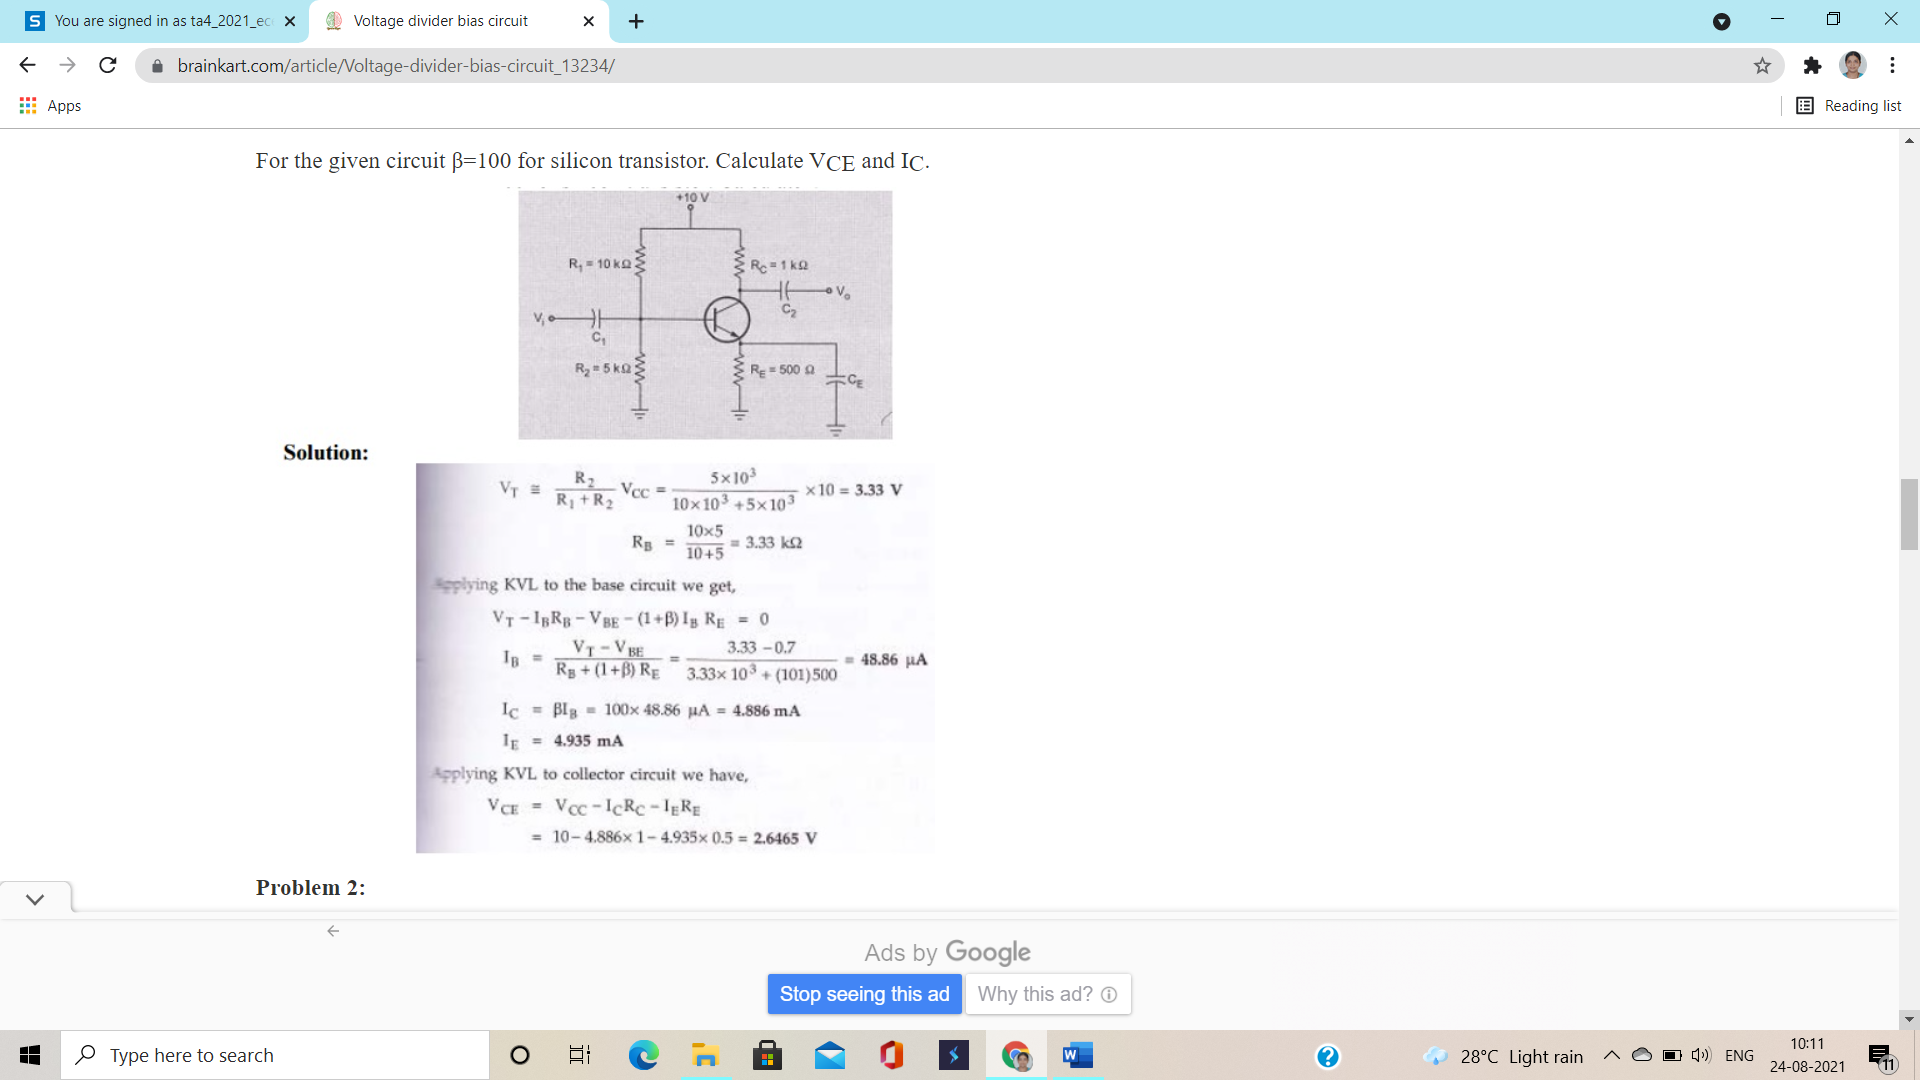 You are signed in as ta4_2021_ec
Voltage divider bias circuit
brainkart.com/article/Voltage-divider-bias-circuit_13234/
Apps
Reading list
For the given circuit β=100 for silicon transistor. Calculate VCE and IC.
+10 V
R1 = 10 kΩ
RC = 1 kΩ
Vo
C2
Vi
C1
R2 = 5 kΩ
RE = 500 Ω
CE
Solution:
VT ≅ R2 / (R1 + R2) VCC = 5×10³ / (10×10³ + 5×10³) × 10 = 3.33 V
RB = 10×5 / (10+5) = 3.33 kΩ
Applying KVL to the base circuit we get,
VT − IBRB − VBE − (1+β) IB RE = 0
IB = (VT − VBE) / (RB + (1+β) RE) = (3.33 − 0.7) / (3.33× 10³ + (101) 500) = 48.86 μA
IC = βIB = 100× 48.86 μA = 4.886 mA
IE = 4.935 mA
Applying KVL to collector circuit we have,
VCE = VCC − ICRC − IERE
= 10 − 4.886× 1 − 4.935× 0.5 = 2.6465 V
Problem 2:
Ads by Google
Stop seeing this ad
Why this ad?
Type here to search
28°C Light rain
ENG
10:11
24-08-2021
11